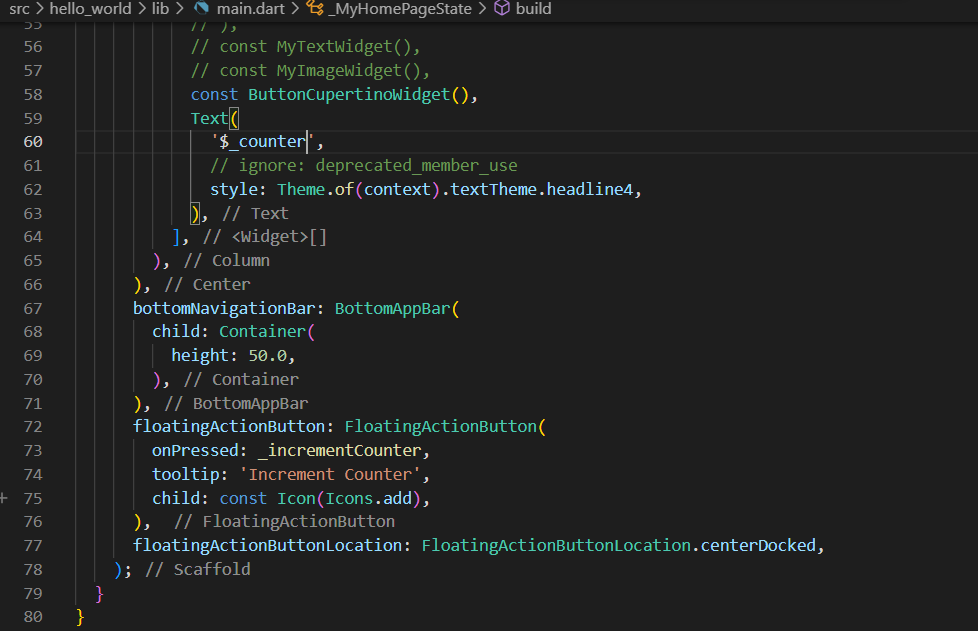 src > hello_world > lib > main.dart > _MyHomePageState > build
55 // ),
56 // const MyTextWidget(),
57 // const MyImageWidget(),
58 const ButtonCupertinoWidget(),
59 Text(
60 '$_counter',
61 // ignore: deprecated_member_use
62 style: Theme.of(context).textTheme.headline4,
63 ), // Text
64 ], // <Widget>[]
65 ), // Column
66 ), // Center
67 bottomNavigationBar: BottomAppBar(
68 child: Container(
69 height: 50.0,
70 ), // Container
71 ), // BottomAppBar
72 floatingActionButton: FloatingActionButton(
73 onPressed: _incrementCounter,
74 tooltip: 'Increment Counter',
75 child: const Icon(Icons.add),
76 ), // FloatingActionButton
77 floatingActionButtonLocation: FloatingActionButtonLocation.centerDocked,
78 ); // Scaffold
79 }
80 }